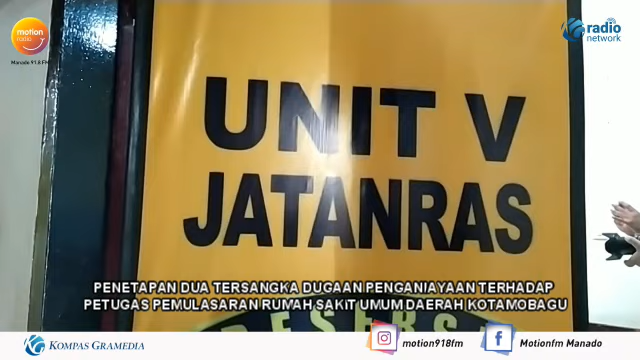 motion
radio
Manado 91.8 FM
radio
network
UNIT V
JATANRAS
PENETAPAN DUA TERSANGKA DUGAAN PENGANIAYAAN TERHADAP
PETUGAS PEMULASARAN RUMAH SAKIT UMUM DAERAH KOTAMOBAGU
KOMPAS GRAMEDIA
motion918fm
Motionfm Manado